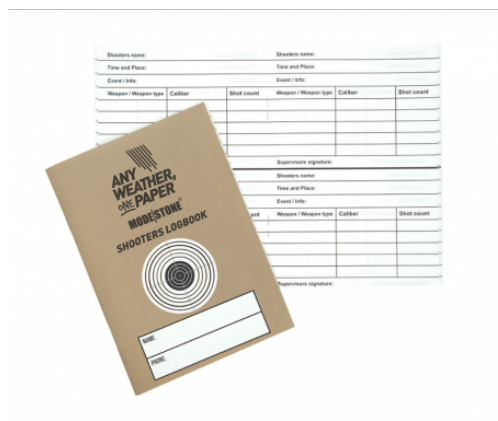 Shooters name:
Time and Place:
Event / Info:
Weapon / Weapon type Caliber Shot count
Shooters name:
Time and Place:
Event / Info:
Weapon / Weapon type Caliber Shot count
Supervisors signature:
Shooters name:
Time and Place:
Event / Info:
Weapon / Weapon type Caliber Shot count
Supervisors signature:
ANY
WEATHER,
ONE PAPER
MODESTONE
SHOOTERS LOGBOOK
NAME:
PHONE: